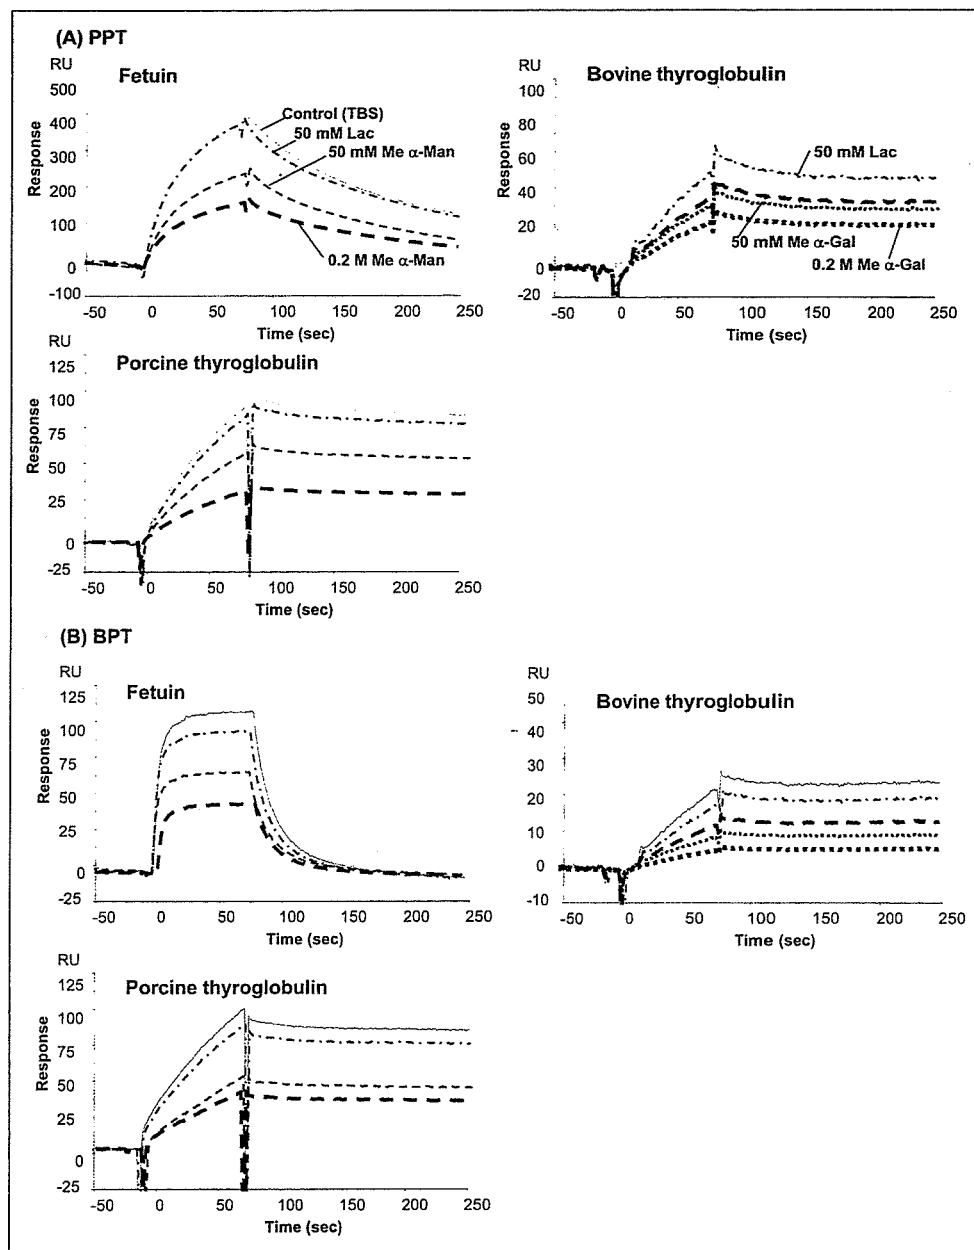 (A) PPT
RU
Fetuin
500
400
300
200
100
0
-100
Response
Control (TBS)
50 mM Lac
50 mM Me α-Man
0.2 M Me α-Man
-50 0 50 100 150 200 250
Time (sec)
RU
Bovine thyroglobulin
100
80
60
40
20
0
-20
Response
50 mM Lac
50 mM Me α-Gal
0.2 M Me α-Gal
-50 0 50 100 150 200 250
Time (sec)
RU
Porcine thyroglobulin
125
100
75
50
25
0
-25
Response
-50 0 50 100 150 200 250
Time (sec)
(B) BPT
RU
Fetuin
125
100
75
50
25
0
-25
Response
-50 0 50 100 150 200 250
Time (sec)
RU
Bovine thyroglobulin
50
40
30
20
10
0
-10
Response
-50 0 50 100 150 200 250
Time (sec)
RU
Porcine thyroglobulin
125
100
75
50
25
0
-25
Response
-50 0 50 100 150 200 250
Time (sec)